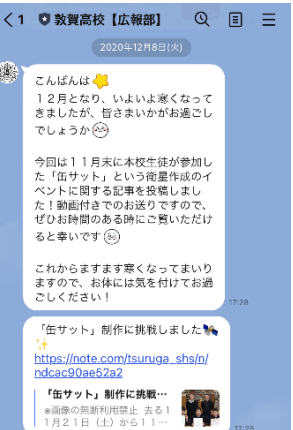 1 敦賀高校【広報部】
2020年12月8日(火)
こんばんは
１２月となり、いよいよ寒くなって
きましたが、皆さまいかがお過ごし
でしょうか
今回は１１月末に本校生徒が参加し
た「缶サット」という衛星作成のイ
ベントに関する記事を投稿しまし
た！動画付きでのお送りですので、
ぜひお時間のある時にご覧いただけ
ると幸いです
これからますます寒くなってまいり
ますので、お体には気を付けてお過
ごしください！
17:28
「缶サット」制作に挑戦しました
https://note.com/tsuruga_shs/n/
ndcac90ae52a2
「缶サット」制作に挑戦…
※画像の無断利用禁止 去る１
１月２１日（土）から１１…
17:28